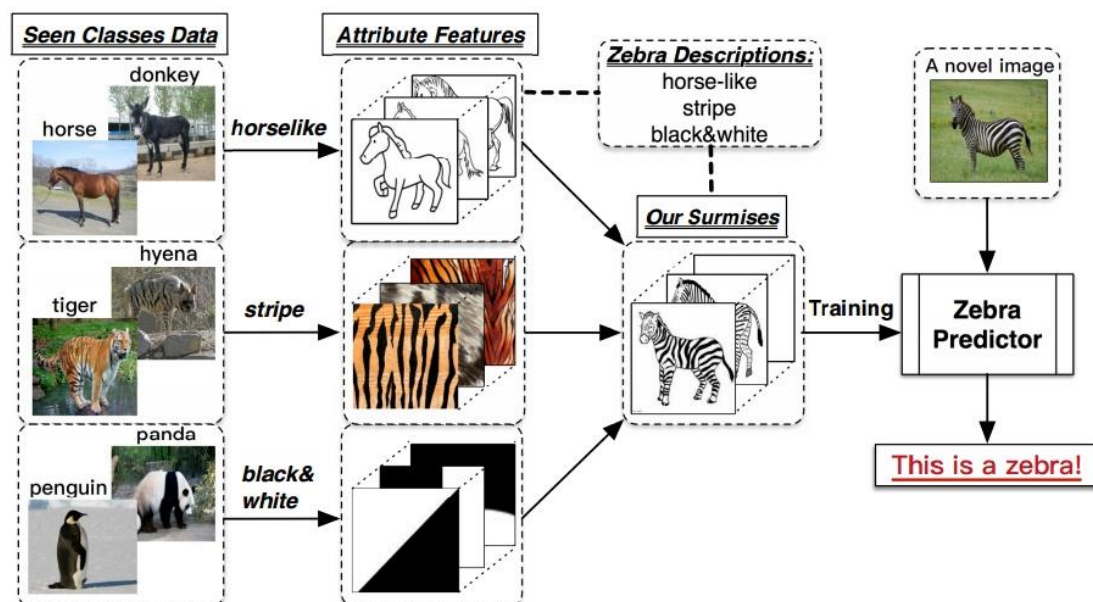 Seen Classes Data
donkey
horse
horselike
hyena
tiger
stripe
panda
penguin
black&
white
Attribute Features
Zebra Descriptions:
horse-like
stripe
black&white
Our Surmises
Training
A novel image
Zebra
Predictor
This is a zebra!